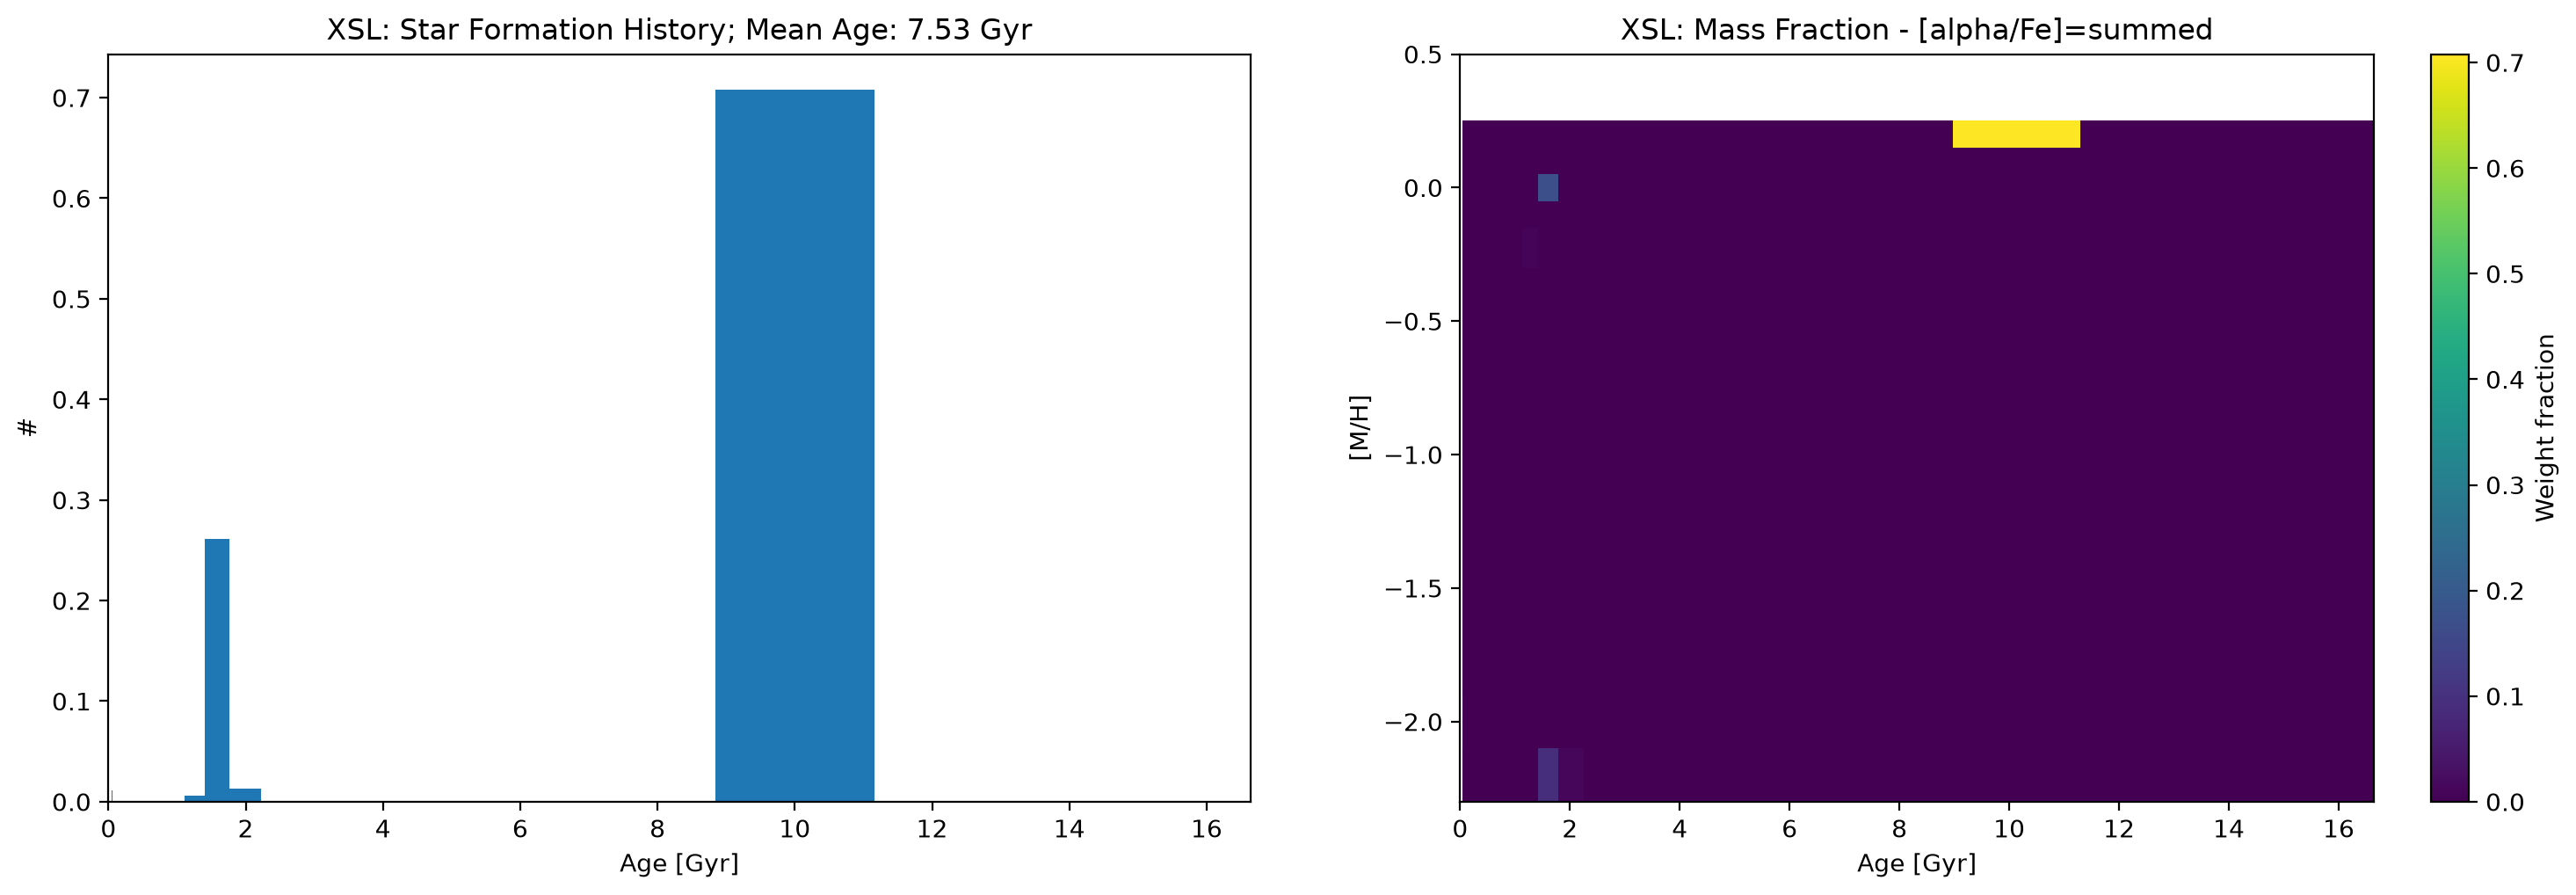 XSL: Star Formation History; Mean Age: 7.53 Gyr
#
0.7
0.6
0.5
0.4
0.3
0.2
0.1
0.0
0 2 4 6 8 10 12 14 16
Age [Gyr]
XSL: Mass Fraction - [alpha/Fe]=summed
[M/H]
0.5
0.0
−0.5
−1.0
−1.5
−2.0
0 2 4 6 8 10 12 14 16
Age [Gyr]
0.7
0.6
0.5
0.4
0.3
0.2
0.1
0.0
Weight fraction